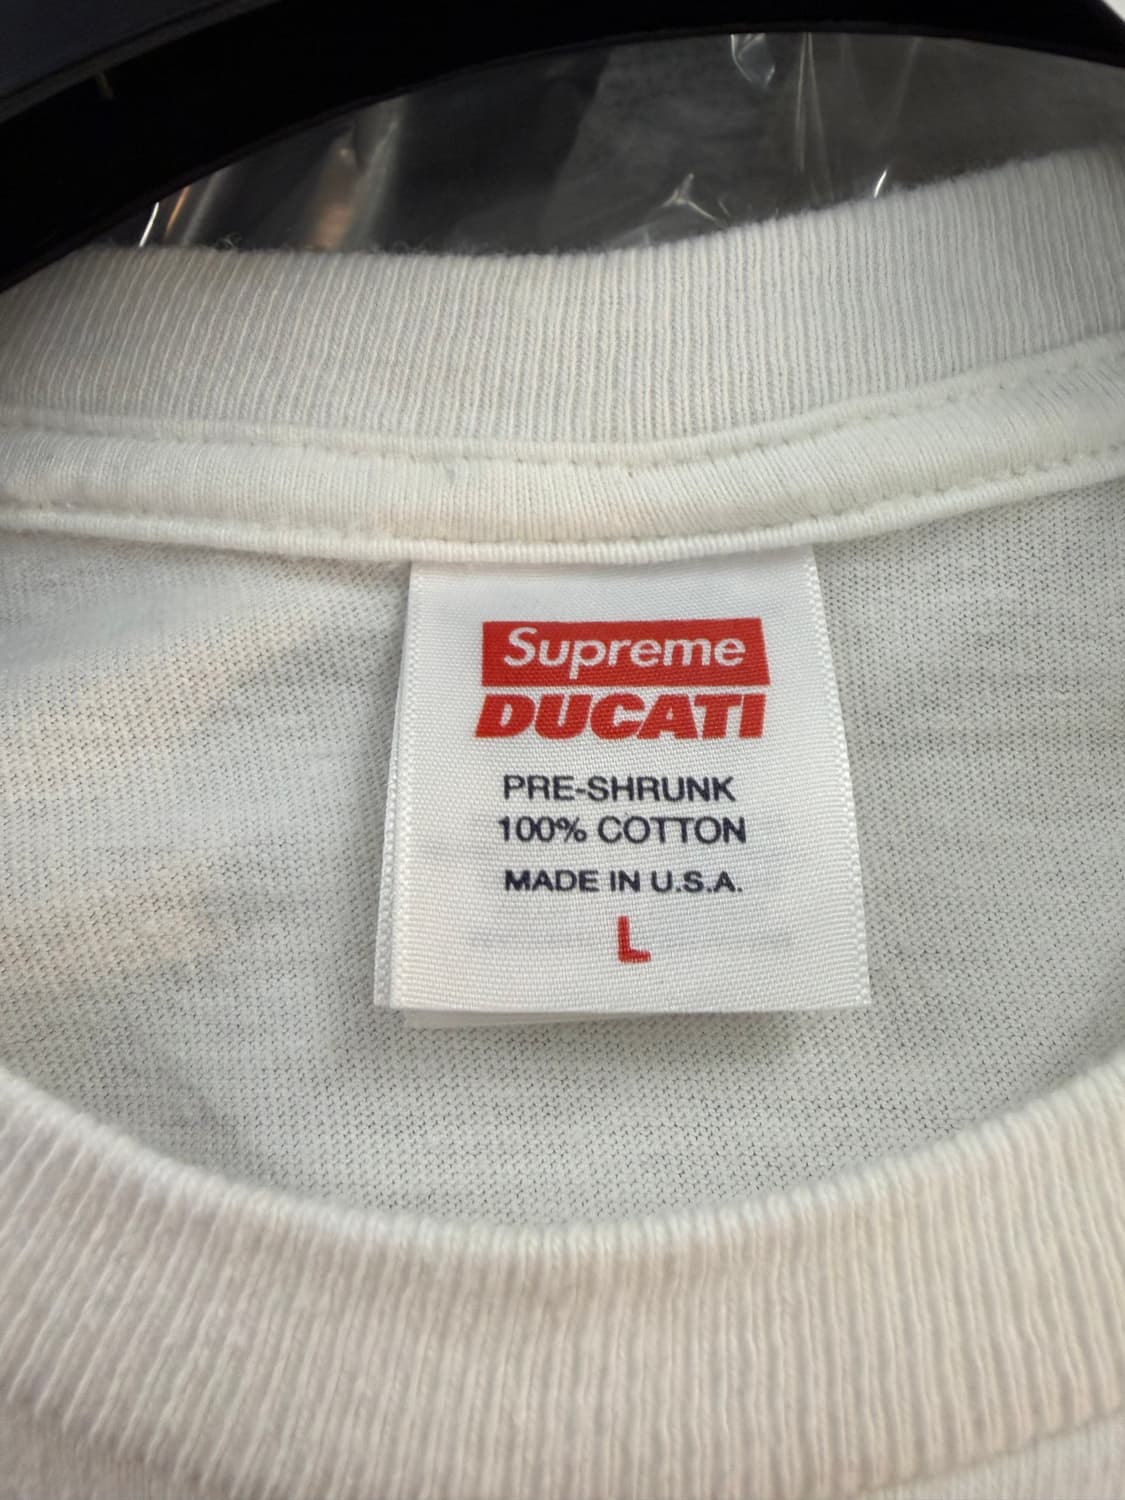 Supreme
DUCATI
PRE-SHRUNK
100% COTTON
MADE IN U.S.A.
L